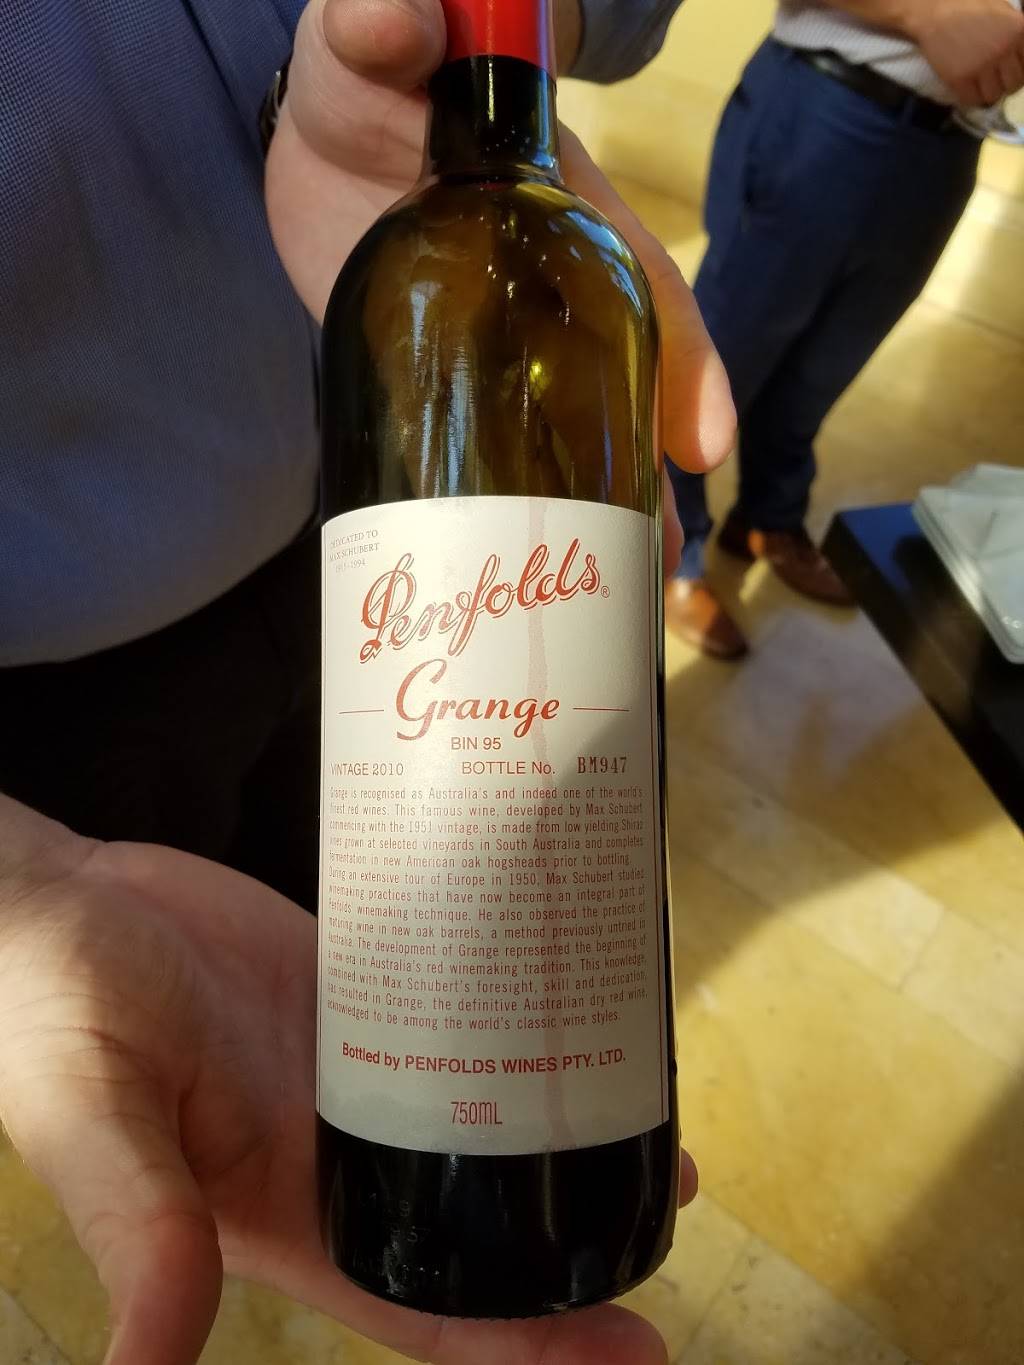 DEDICATED TO
MAX SCHUBERT
1915-1994
Penfolds®
Grange
BIN 95
VINTAGE 2010 BOTTLE No. BM947
Grange is recognised as Australia's and indeed one of the world's
finest red wines. This famous wine, developed by Max Schubert
commencing with the 1951 vintage, is made from low yielding Shiraz
vines grown at selected vineyards in South Australia and completes
fermentation in new American oak hogsheads prior to bottling.
During an extensive tour of Europe in 1950, Max Schubert studied
winemaking practices that have now become an integral part of
Penfolds' winemaking technique. He also observed the practice of
maturing wine in new oak barrels, a method previously untried in
Australia. The development of Grange represented the beginning of
a new era in Australia's red winemaking tradition. This knowledge,
combined with Max Schubert's foresight, skill and dedication,
has resulted in Grange, the definitive Australian dry red wine,
acknowledged to be among the world's classic wine styles.
Bottled by PENFOLDS WINES PTY. LTD.
750mL